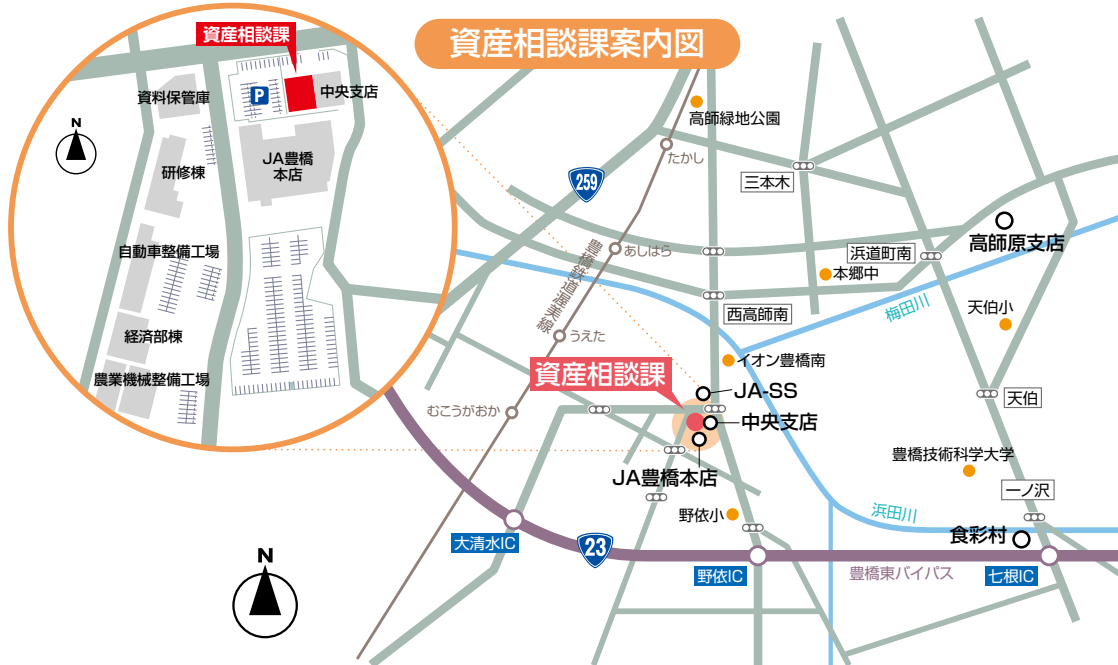 資産相談課案内図
資産相談課
資料保管庫
P
中央支店
N
研修棟
JA豊橋
本店
自動車整備工場
経済部棟
農業機械整備工場
259
高師緑地公園
たかし
三本木
あしはら
豊橋鉄道渥美線
高師原支店
浜道町南
本郷中
西高師南
梅田川
天伯小
うえた
イオン豊橋南
資産相談課
JA-SS
むこうがおか
中央支店
天伯
JA豊橋本店
豊橋技術科学大学
一ノ沢
野依小
浜田川
食彩村
大清水IC
23
野依IC
豊橋東バイパス
七根IC
N